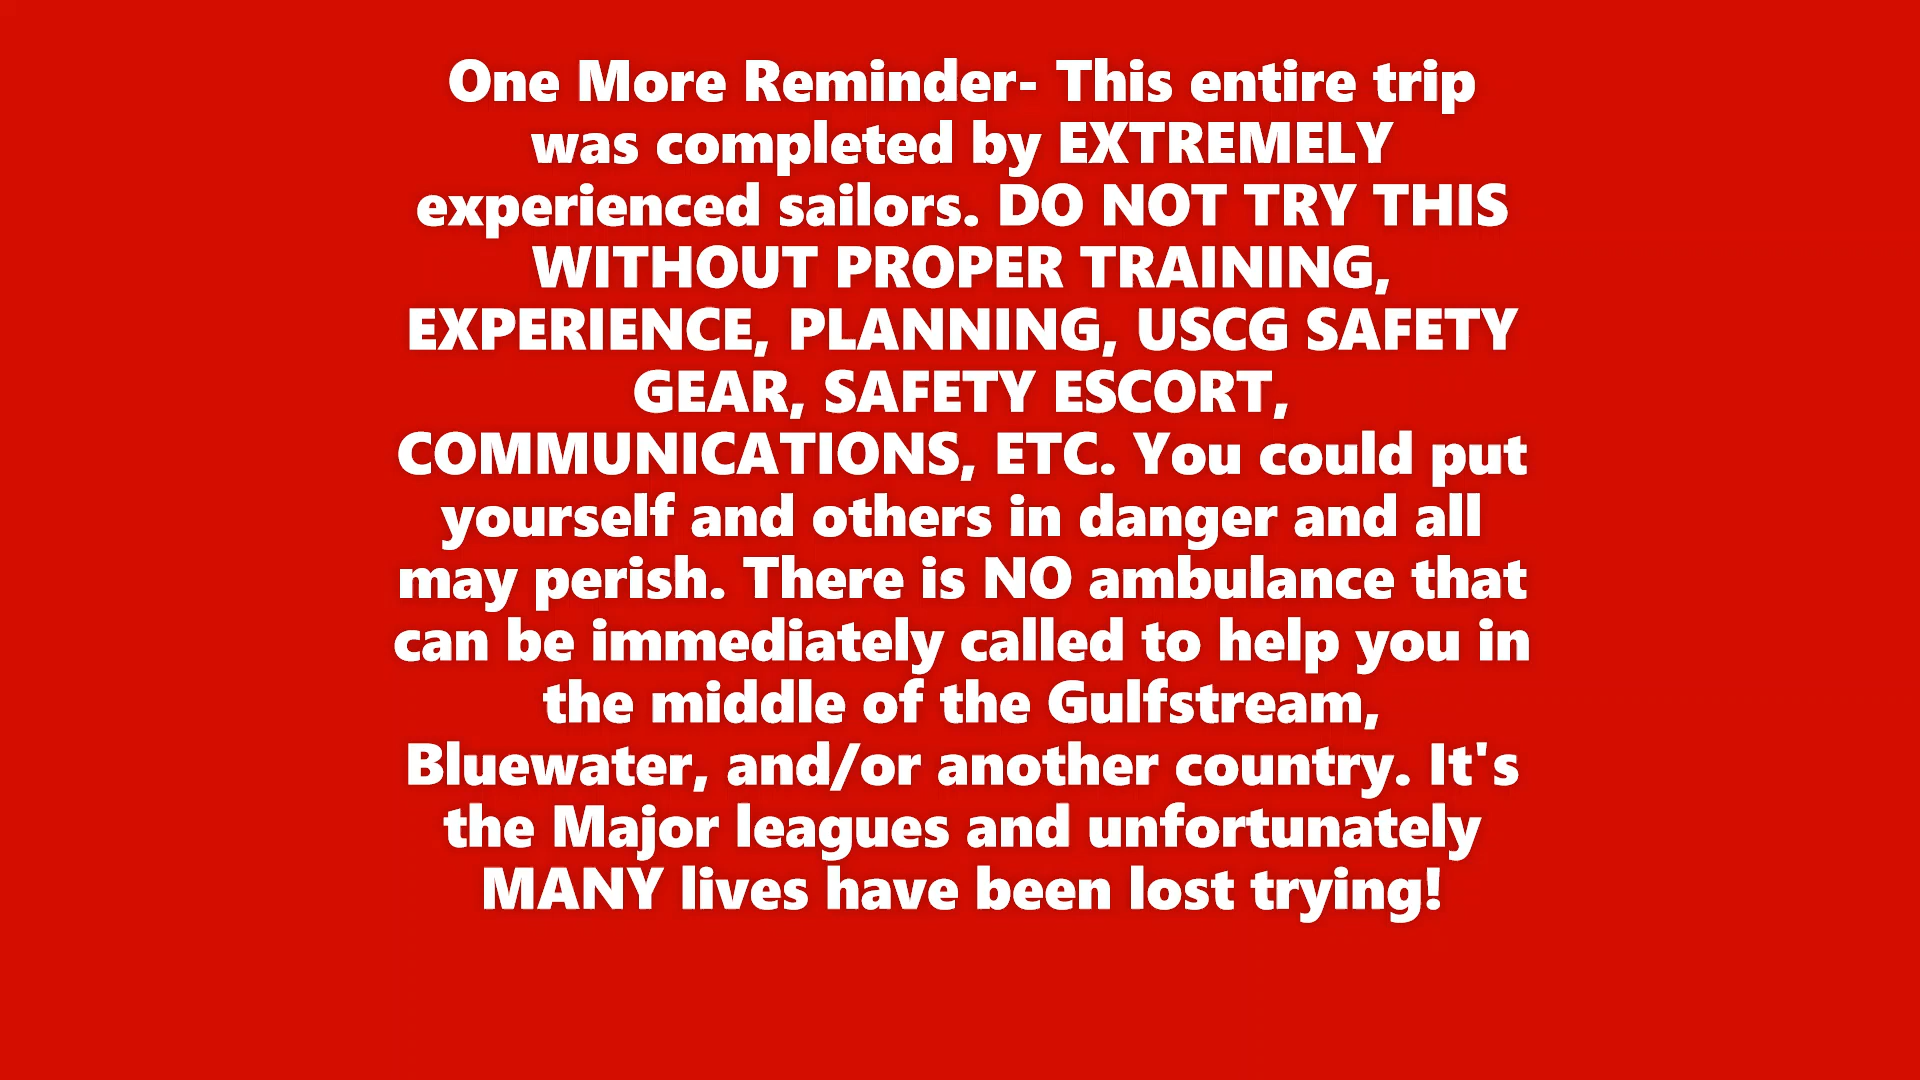 One More Reminder- This entire trip
was completed by EXTREMELY
experienced sailors. DO NOT TRY THIS
WITHOUT PROPER TRAINING,
EXPERIENCE, PLANNING, USCG SAFETY
GEAR, SAFETY ESCORT,
COMMUNICATIONS, ETC. You could put
yourself and others in danger and all
may perish. There is NO ambulance that
can be immediately called to help you in
the middle of the Gulfstream,
Bluewater, and/or another country. It's
the Major leagues and unfortunately
MANY lives have been lost trying!